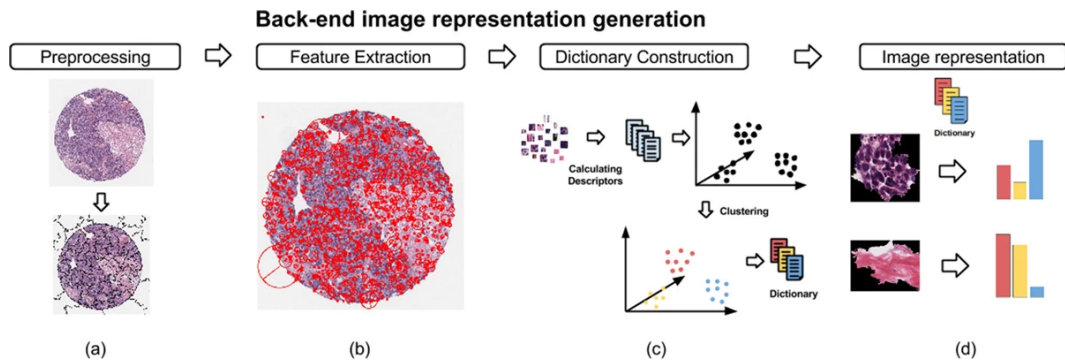 Back-end image representation generation
Preprocessing
Feature Extraction
Dictionary Construction
Image representation
Calculating
Descriptors
Clustering
Dictionary
Dictionary
(a)
(b)
(c)
(d)